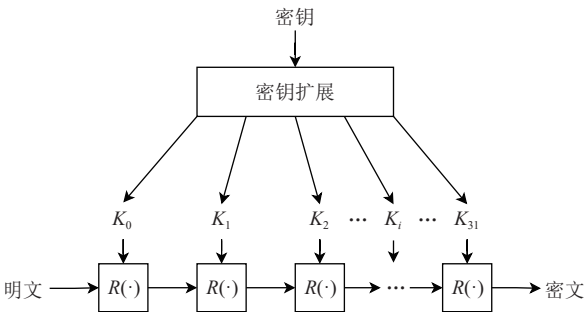 密钥
密钥扩展
K₀ K₁ K₂ ··· Kᵢ ··· K₃₁
明文 R(·) R(·) R(·) ··· R(·) 密文